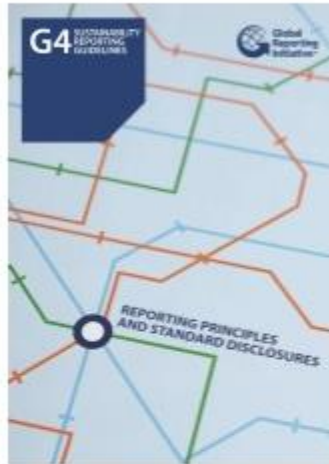 G4 SUSTAINABILITY
REPORTING
GUIDELINES
Global
Reporting
Initiative
REPORTING PRINCIPLES
AND STANDARD DISCLOSURES